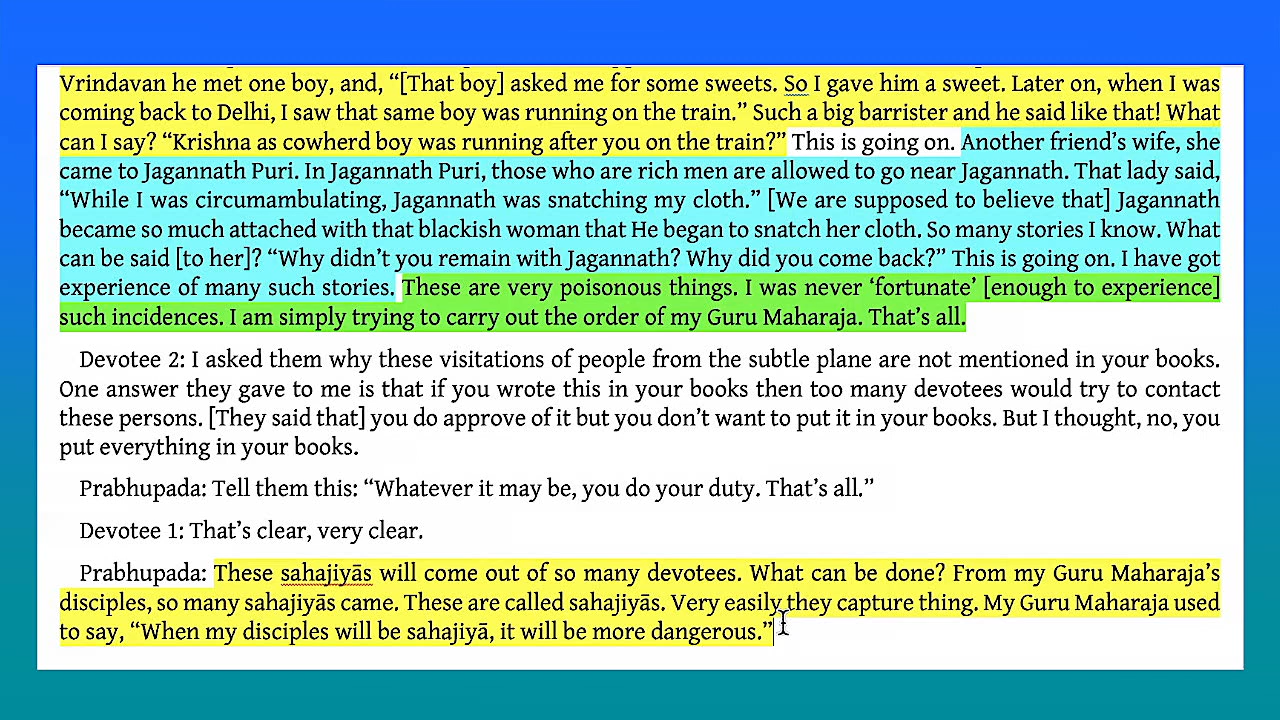 Vrindavan he met one boy, and, “[That boy] asked me for some sweets. So I gave him a sweet. Later on, when I was
coming back to Delhi, I saw that same boy was running on the train.” Such a big barrister and he said like that! What
can I say? “Krishna as cowherd boy was running after you on the train?” This is going on. Another friend’s wife, she
came to Jagannath Puri. In Jagannath Puri, those who are rich men are allowed to go near Jagannath. That lady said,
“While I was circumambulating, Jagannath was snatching my cloth.” [We are supposed to believe that] Jagannath
became so much attached with that blackish woman that He began to snatch her cloth. So many stories I know. What
can be said [to her]? “Why didn’t you remain with Jagannath? Why did you come back?” This is going on. I have got
experience of many such stories. These are very poisonous things. I was never ‘fortunate’ [enough to experience]
such incidences. I am simply trying to carry out the order of my Guru Maharaja. That’s all.
Devotee 2: I asked them why these visitations of people from the subtle plane are not mentioned in your books.
One answer they gave to me is that if you wrote this in your books then too many devotees would try to contact
these persons. [They said that] you do approve of it but you don’t want to put it in your books. But I thought, no, you
put everything in your books.
Prabhupada: Tell them this: “Whatever it may be, you do your duty. That’s all.”
Devotee 1: That’s clear, very clear.
Prabhupada: These sahajiyās will come out of so many devotees. What can be done? From my Guru Maharaja’s
disciples, so many sahajiyās came. These are called sahajiyās. Very easily they capture thing. My Guru Maharaja used
to say, “When my disciples will be sahajiyā, it will be more dangerous.”